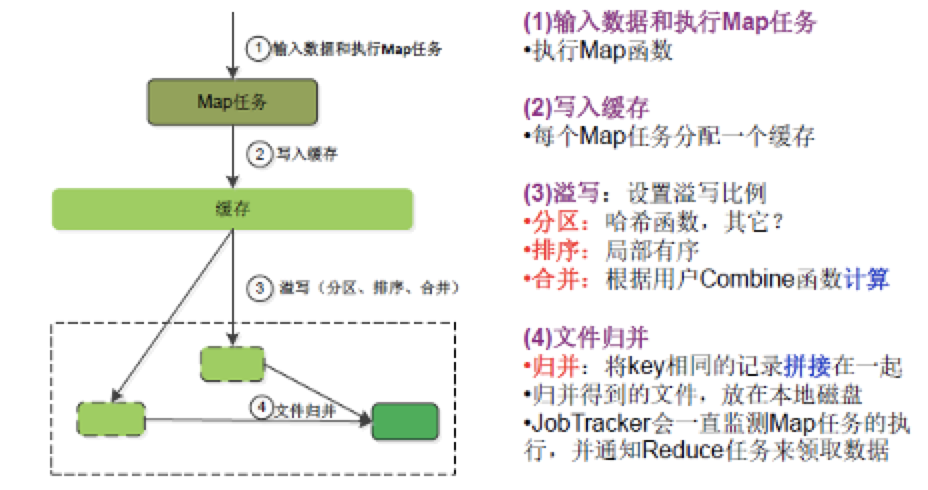 ①输入数据和执行Map任务
Map任务
②写入缓存
缓存
③溢写（分区、排序、合并）
④文件归并
(1)输入数据和执行Map任务
•执行Map函数
(2)写入缓存
•每个Map任务分配一个缓存
(3)溢写：设置溢写比例
•分区：哈希函数，其它？
•排序：局部有序
•合并：根据用户Combine函数计算
(4)文件归并
•归并：将key相同的记录拼接在一起
•归并得到的文件，放在本地磁盘
•JobTracker会一直监测Map任务的执
行，并通知Reduce任务来领取数据